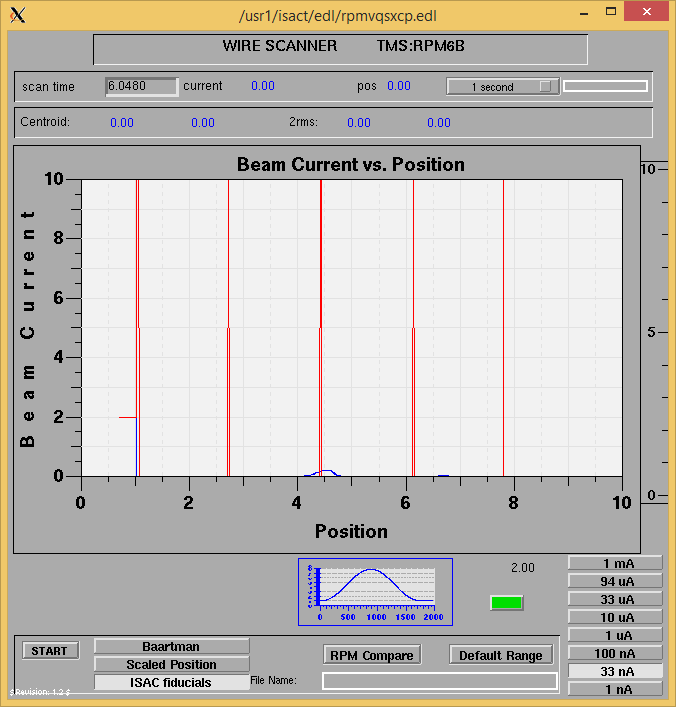 /usr1/isact/edl/rpmvqsxcp.edl
WIRE SCANNER TMS:RPM6B
scan time 6.0480 current 0.00 pos 0.00 1 second
Centroid: 0.00 0.00 2rms: 0.00 0.00
Beam Current vs. Position
10
8
6
4
2
0
Beam Current
0 2 4 6 8 10
Position
10
5
0
8
0 500 1000 1500 2000
2.00
1 mA
94 uA
33 uA
10 uA
1 uA
100 nA
33 nA
1 nA
START
Baartman
Scaled Position
ISAC fiducials
RPM Compare
Default Range
File Name:
$Revision: 1.2 $